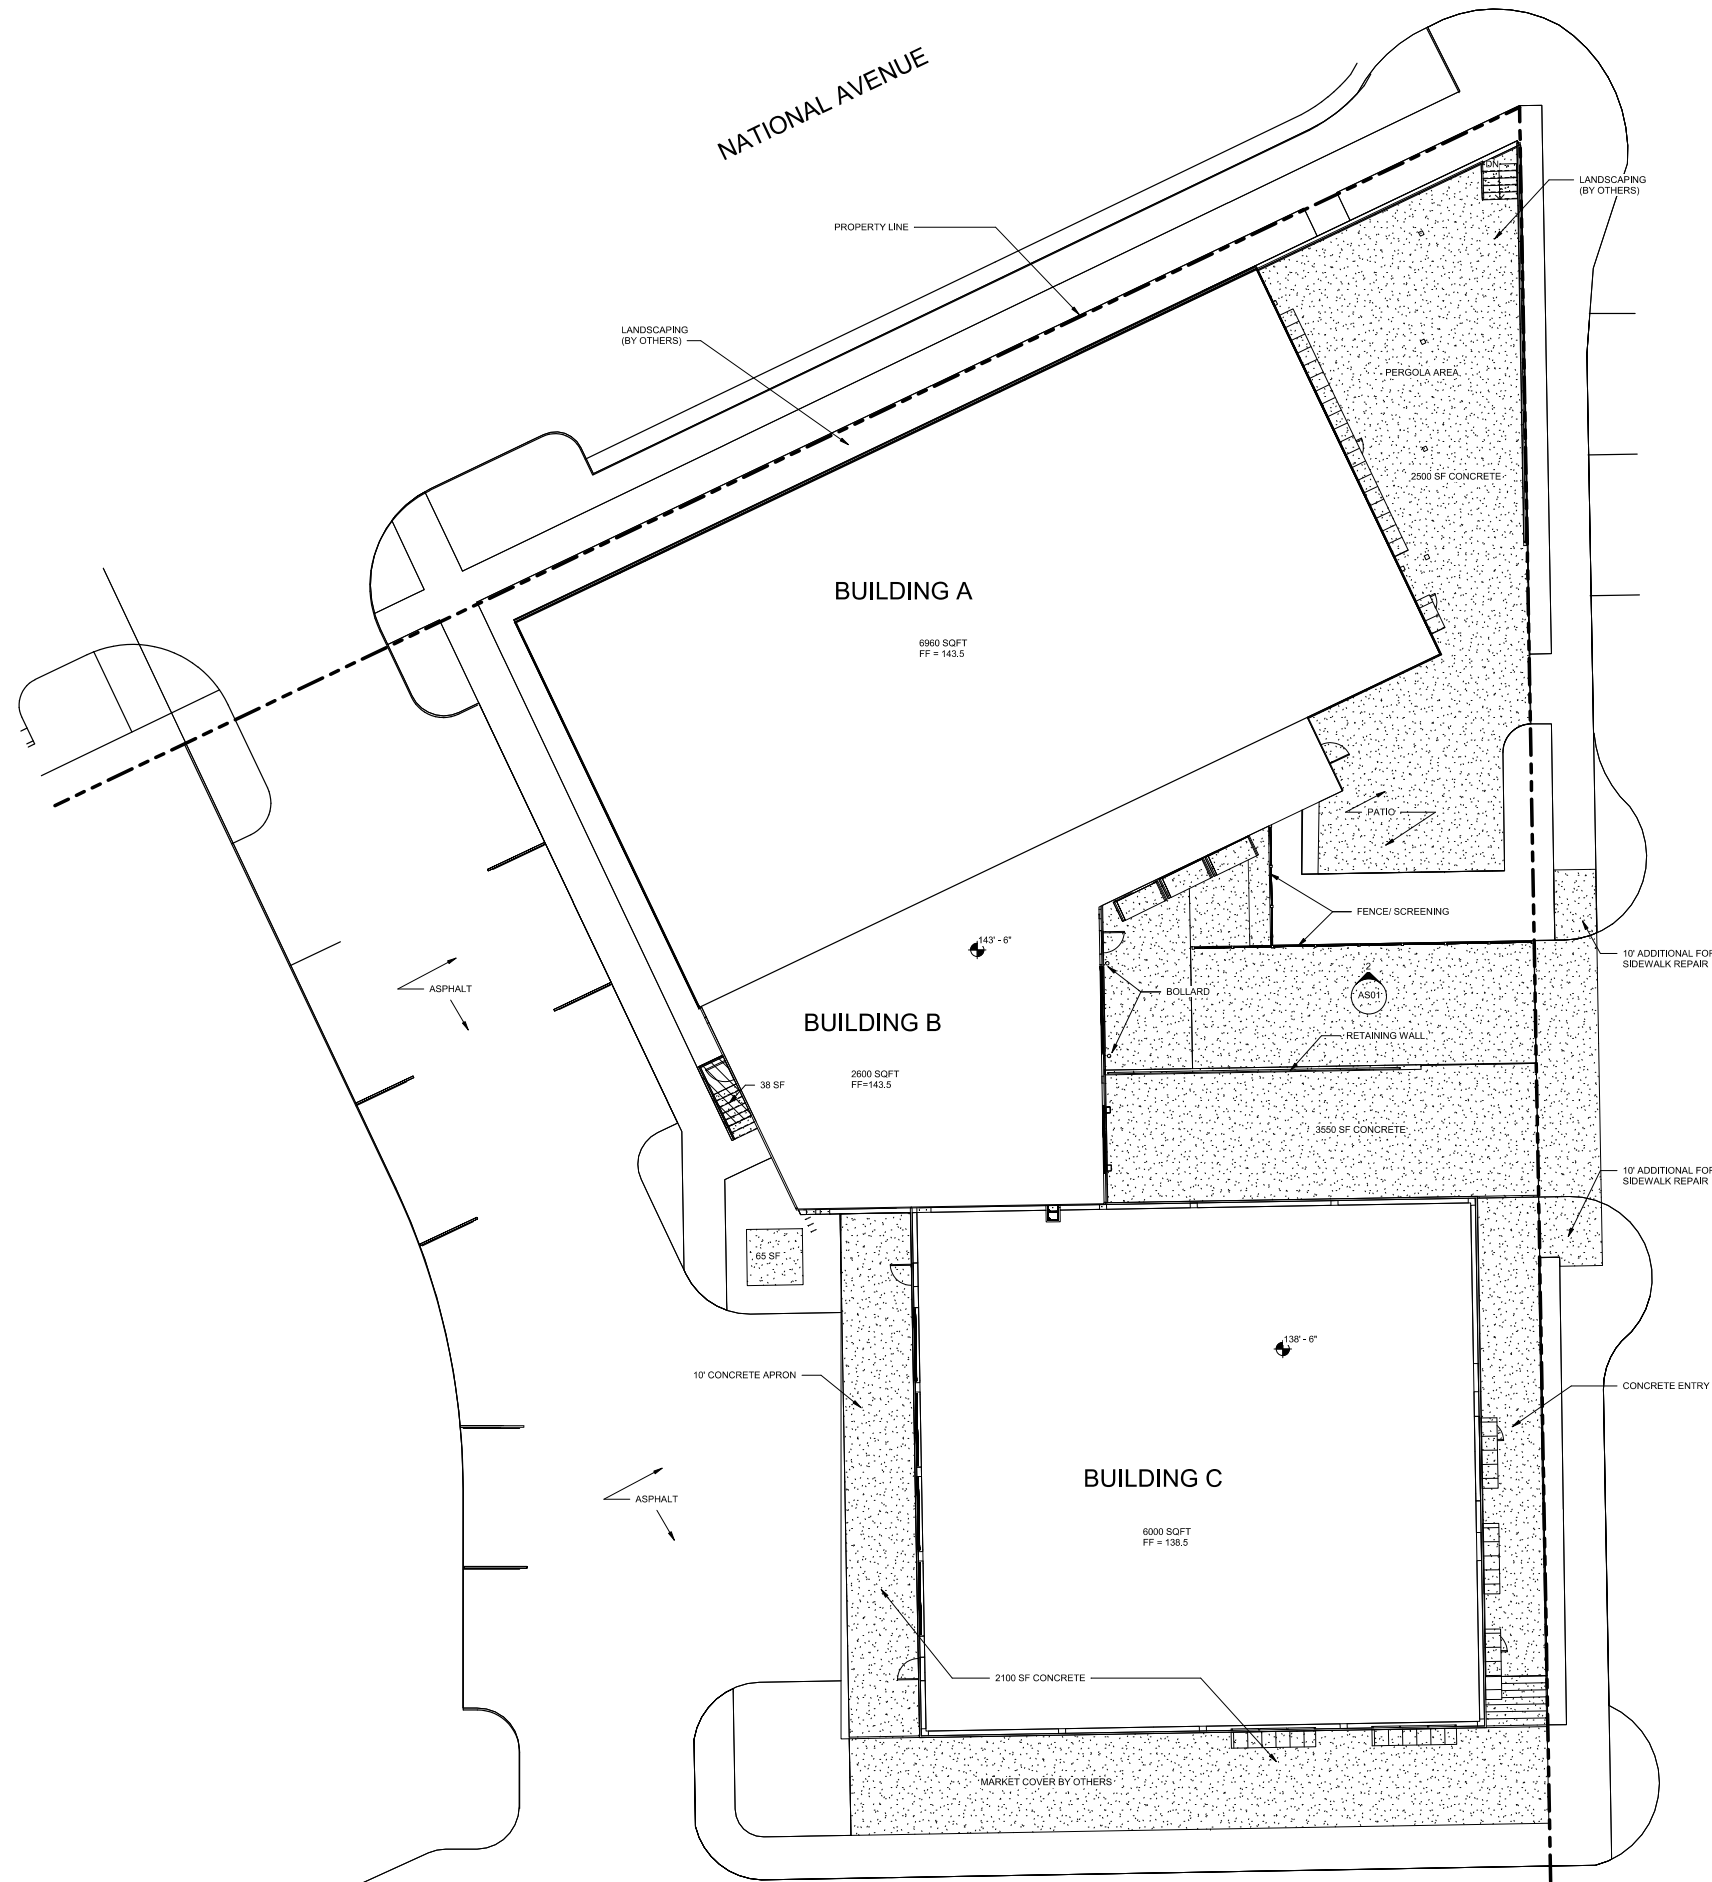 NATIONAL AVENUE
DN
LANDSCAPING
(BY OTHERS)
PROPERTY LINE
LANDSCAPING
(BY OTHERS)
PERGOLA AREA
2500 SF CONCRETE
BUILDING A
6960 SQFT
FF = 143.5
PATIO
FENCE/ SCREENING
143' - 6"
10' ADDITIONAL FOR
SIDEWALK REPAIR
2
AS01
ASPHALT
BOLLARD
BUILDING B
RETAINING WALL
2600 SQFT
FF=143.5
38 SF
3550 SF CONCRETE
10' ADDITIONAL FOR
SIDEWALK REPAIR
65 SF
138' - 6"
10' CONCRETE APRON
CONCRETE ENTRY
BUILDING C
ASPHALT
6000 SQFT
FF = 138.5
2100 SF CONCRETE
MARKET COVER BY OTHERS